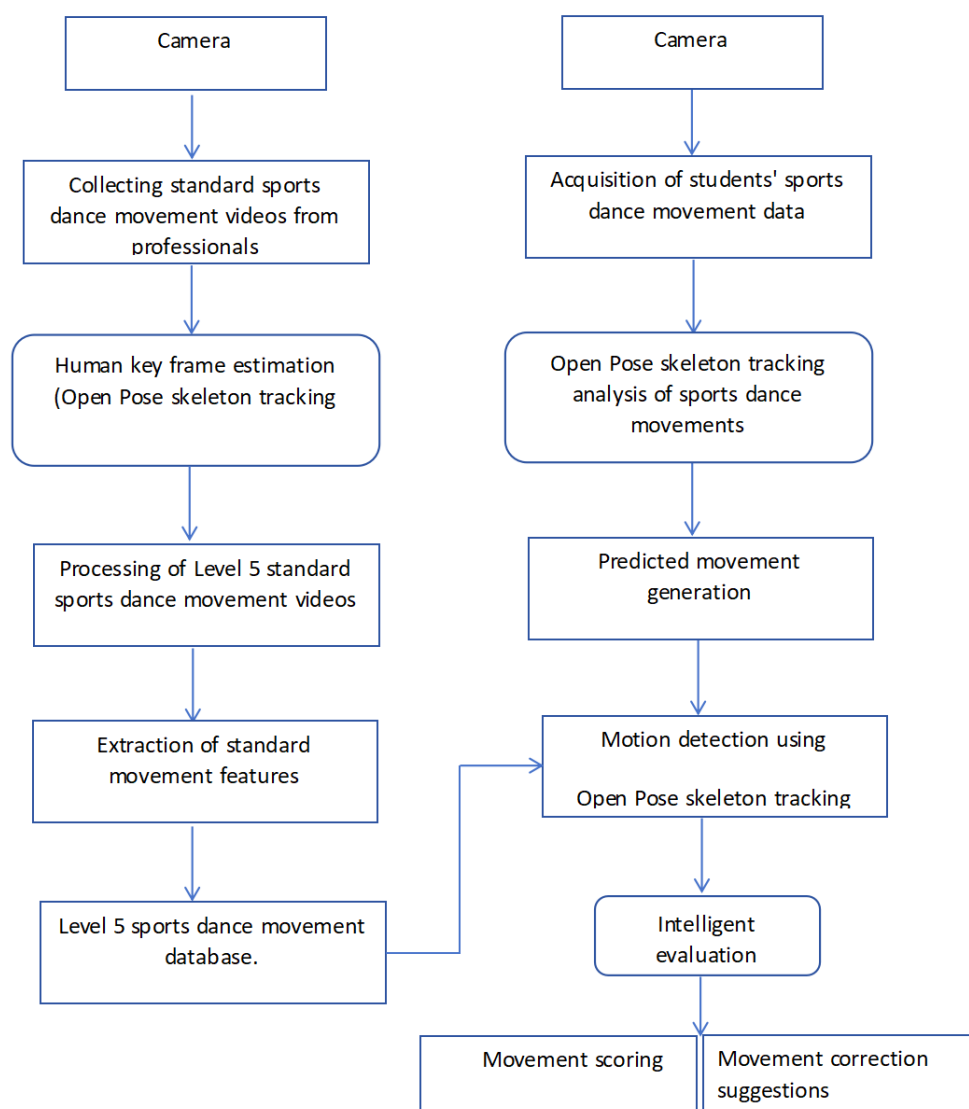 Camera
Collecting standard sports
dance movement videos from
professionals
Human key frame estimation
(Open Pose skeleton tracking
Processing of Level 5 standard
sports dance movement videos
Extraction of standard
movement features
Level 5 sports dance movement
database.
Camera
Acquisition of students' sports
dance movement data
Open Pose skeleton tracking
analysis of sports dance
movements
Predicted movement
generation
Motion detection using
Open Pose skeleton tracking
Intelligent
evaluation
Movement scoring
Movement correction
suggestions